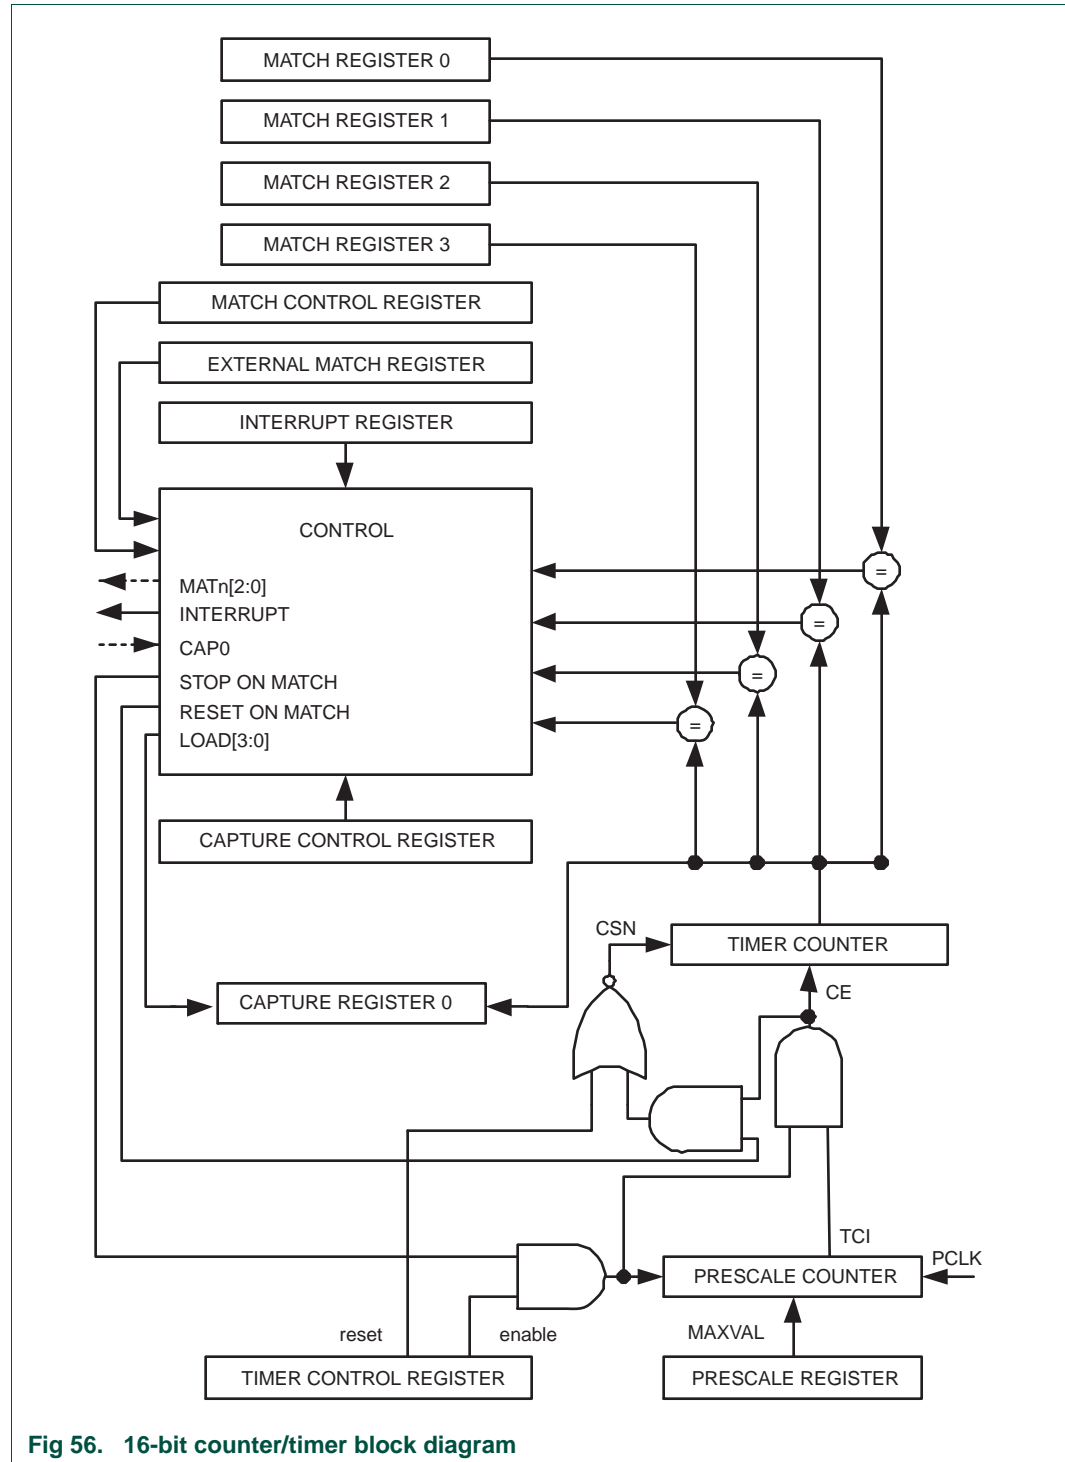 MATCH REGISTER 0
MATCH REGISTER 1
MATCH REGISTER 2
MATCH REGISTER 3
MATCH CONTROL REGISTER
EXTERNAL MATCH REGISTER
INTERRUPT REGISTER
CONTROL
=
=
=
=
MATn[2:0]
INTERRUPT
CAP0
STOP ON MATCH
RESET ON MATCH
LOAD[3:0]
CAPTURE CONTROL REGISTER
CSN
TIMER COUNTER
CE
CAPTURE REGISTER 0
TCI
PCLK
PRESCALE COUNTER
reset
enable
MAXVAL
TIMER CONTROL REGISTER
PRESCALE REGISTER
Fig 56. 16-bit counter/timer block diagram